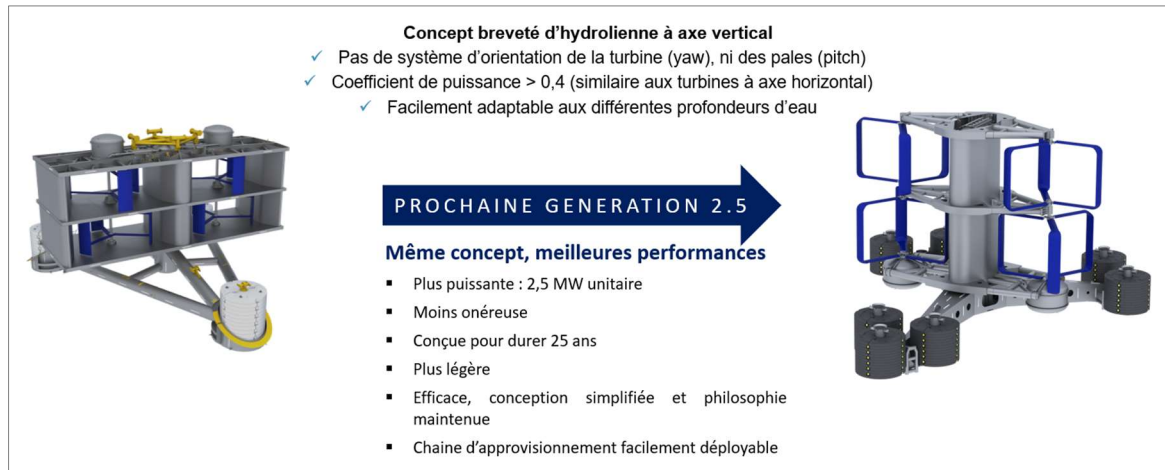 Concept breveté d'hydrolienne à axe vertical
✓ Pas de système d'orientation de la turbine (yaw), ni des pales (pitch)
✓ Coefficient de puissance > 0,4 (similaire aux turbines à axe horizontal)
✓ Facilement adaptable aux différentes profondeurs d'eau
PROCHAINE GENERATION 2.5
Même concept, meilleures performances
▪ Plus puissante : 2,5 MW unitaire
▪ Moins onéreuse
▪ Conçue pour durer 25 ans
▪ Plus légère
▪ Efficace, conception simplifiée et philosophie
maintenue
▪ Chaine d'approvisionnement facilement déployable